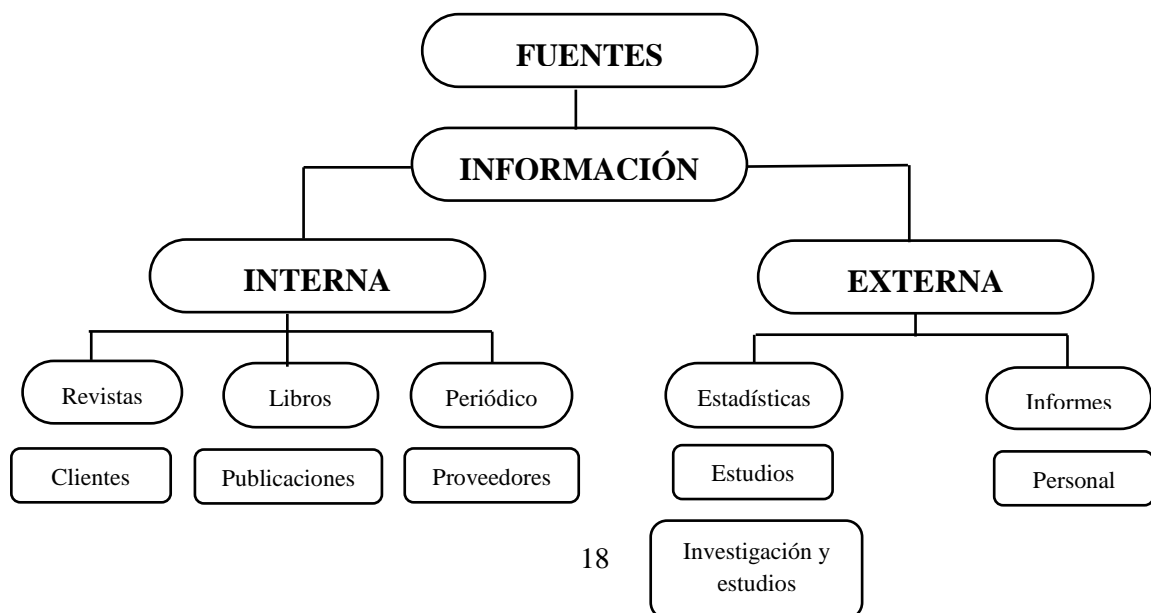 FUENTES
INFORMACIÓN
INTERNA
EXTERNA
Revistas
Libros
Periódico
Estadísticas
Informes
Clientes
Publicaciones
Proveedores
Estudios
Personal
18
Investigación y
estudios